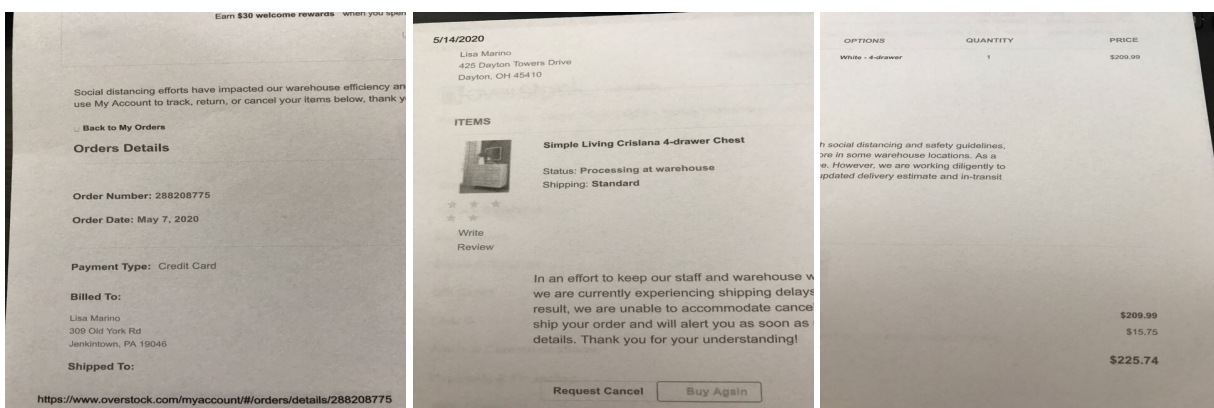 Earn $30 welcome rewards when you spen
Social distancing efforts have impacted our warehouse efficiency an
use My Account to track, return, or cancel your items below, thank y
Back to My Orders
Orders Details
Order Number: 288208775
Order Date: May 7, 2020
Payment Type: Credit Card
Billed To:
Lisa Marino
309 Old York Rd
Jenkintown, PA 19046
Shipped To:
https://www.overstock.com/myaccount/#/orders/details/288208775
5/14/2020
Lisa Marino
425 Dayton Towers Drive
Dayton, OH 45410
ITEMS
Simple Living Crislana 4-drawer Chest
Status: Processing at warehouse
Shipping: Standard
Write
Review
In an effort to keep our staff and warehouse w
we are currently experiencing shipping delays
result, we are unable to accommodate cance
ship your order and will alert you as soon as
details. Thank you for your understanding!
Request Cancel Buy Again
OPTIONS QUANTITY PRICE
White - 4-drawer 1 $209.99
h social distancing and safety guidelines,
ore in some warehouse locations. As a
e. However, we are working diligently to
updated delivery estimate and in-transit
$209.99
$15.75
$225.74